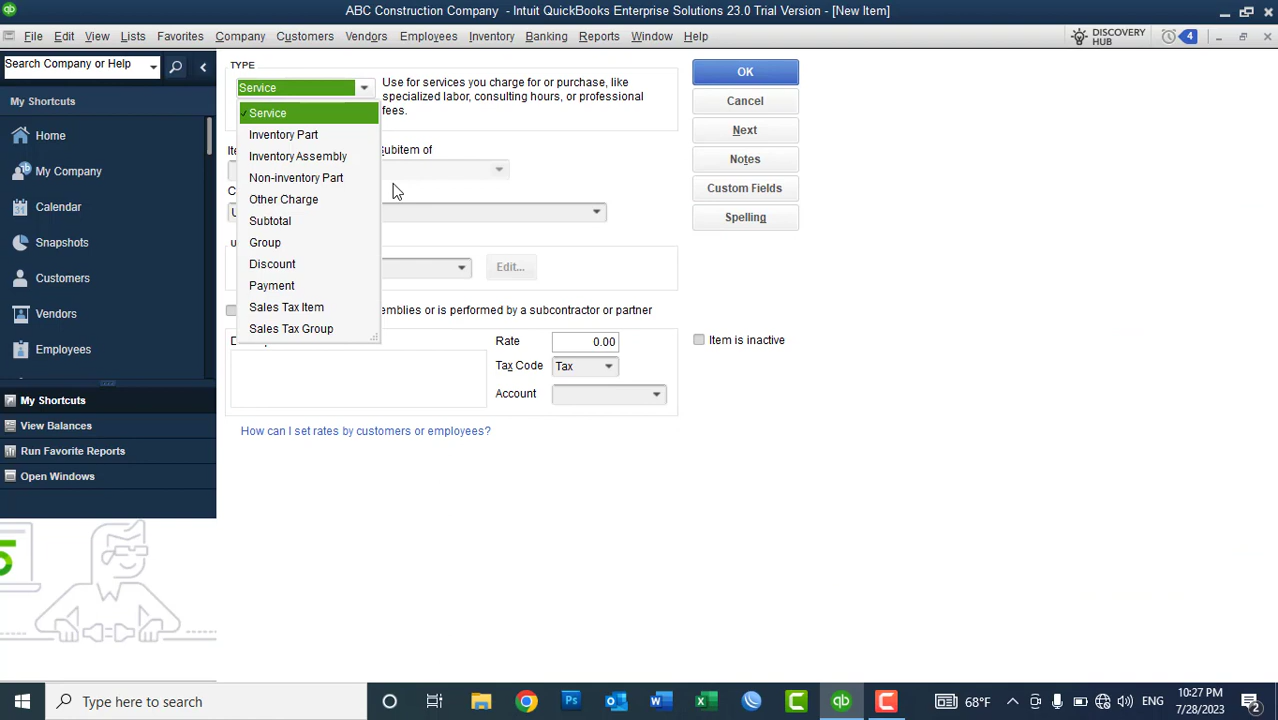 ABC Construction Company - Intuit QuickBooks Enterprise Solutions 23.0 Trial Version - [New Item]
File Edit View Lists Favorites Company Customers Vendors Employees Inventory Banking Reports Window Help
DISCOVERY
HUB
4
Search Company or Help
My Shortcuts
Home
My Company
Calendar
Snapshots
Customers
Vendors
Employees
My Shortcuts
View Balances
Run Favorite Reports
Open Windows
TYPE
Service
Use for services you charge for or purchase, like
specialized labor, consulting hours, or professional
fees.
Service
Inventory Part
Inventory Assembly
Non-inventory Part
Other Charge
Subtotal
Group
Discount
Payment
Sales Tax Item
Sales Tax Group
Edit...
or is performed by a subcontractor or partner
Rate 0.00
Tax Code Tax
Account
How can I set rates by customers or employees?
OK
Cancel
Next
Notes
Custom Fields
Spelling
Item is inactive
Type here to search
Ps
qb
68°F
ENG
10:27 PM
7/28/2023
2